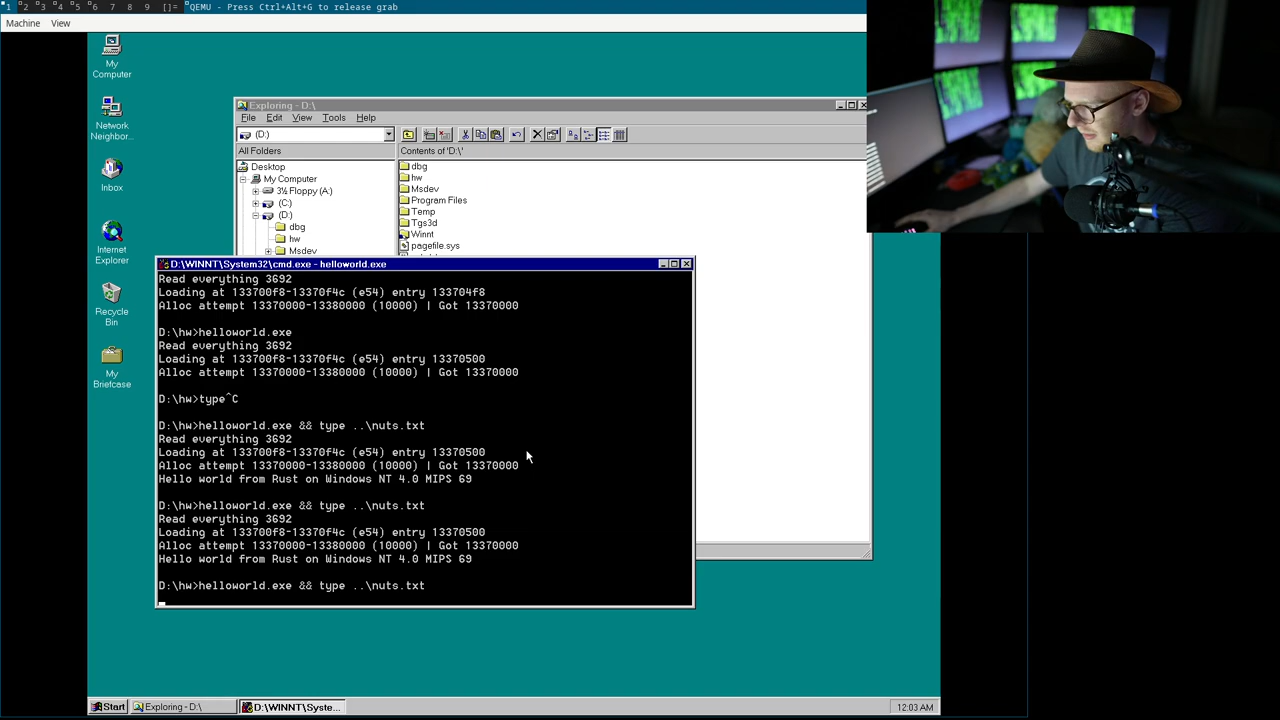 1 2 3 4 5 6 7 8 9 []= QEMU - Press Ctrl+Alt+G to release grab
Machine View
My Computer
Network Neighbor...
Inbox
Internet Explorer
Recycle Bin
My Briefcase
Exploring - D:\
File Edit View Tools Help
(D:)
All Folders
Contents of 'D:\'
Desktop
My Computer
3½ Floppy (A:)
(C:)
(D:)
dbg
hw
Msdev
dbg
hw
Msdev
Program Files
Temp
Tgs3d
Winnt
pagefile.sys
D:\WINNT\System32\cmd.exe - helloworld.exe
Read everything 3692
Loading at 133700f8-13370f4c (e54) entry 133704f8
Alloc attempt 13370000-13380000 (10000) | Got 13370000
D:\hw>helloworld.exe
Read everything 3692
Loading at 133700f8-13370f4c (e54) entry 13370500
Alloc attempt 13370000-13380000 (10000) | Got 13370000
D:\hw>type^C
D:\hw>helloworld.exe && type ..\nuts.txt
Read everything 3692
Loading at 133700f8-13370f4c (e54) entry 13370500
Alloc attempt 13370000-13380000 (10000) | Got 13370000
Hello world from Rust on Windows NT 4.0 MIPS 69
D:\hw>helloworld.exe && type ..\nuts.txt
Read everything 3692
Loading at 133700f8-13370f4c (e54) entry 13370500
Alloc attempt 13370000-13380000 (10000) | Got 13370000
Hello world from Rust on Windows NT 4.0 MIPS 69
D:\hw>helloworld.exe && type ..\nuts.txt
Start Exploring - D:\ D:\WINNT\Syste... 12:03 AM